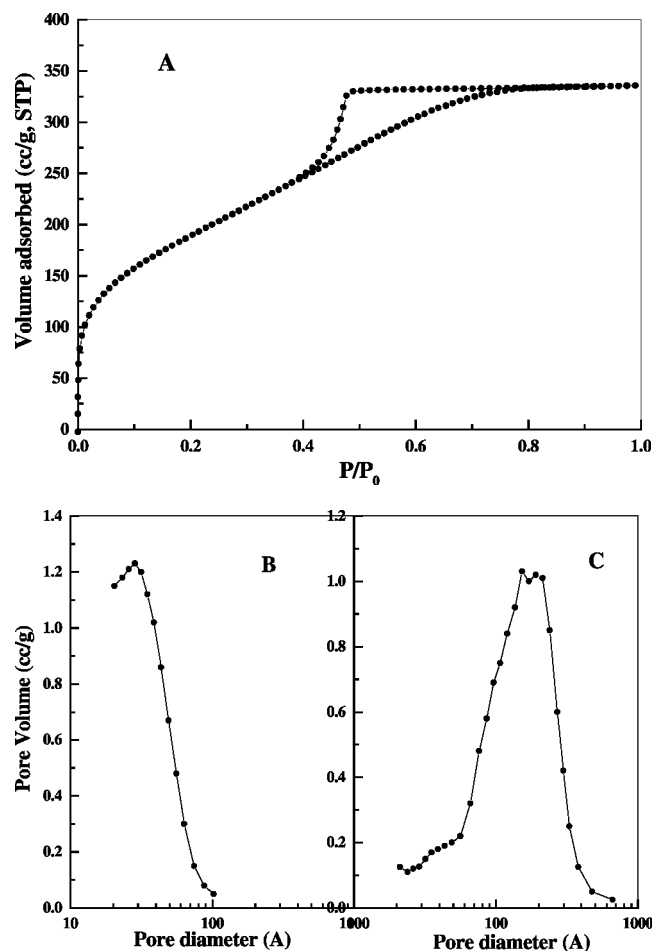 400
A
350
300
250
200
150
100
50
0
Volume adsorbed (cc/g, STP)
0.0 0.2 0.4 0.6 0.8 1.0
P/P₀
1.4 1.2
B C
1.2
1.0 1.0
0.8 0.8
0.6 0.6
0.4 0.4
0.2 0.2
0.0 0.0
Pore Volume (cc/g)
10 100 100 1000
Pore diameter (A) Pore diameter (A)